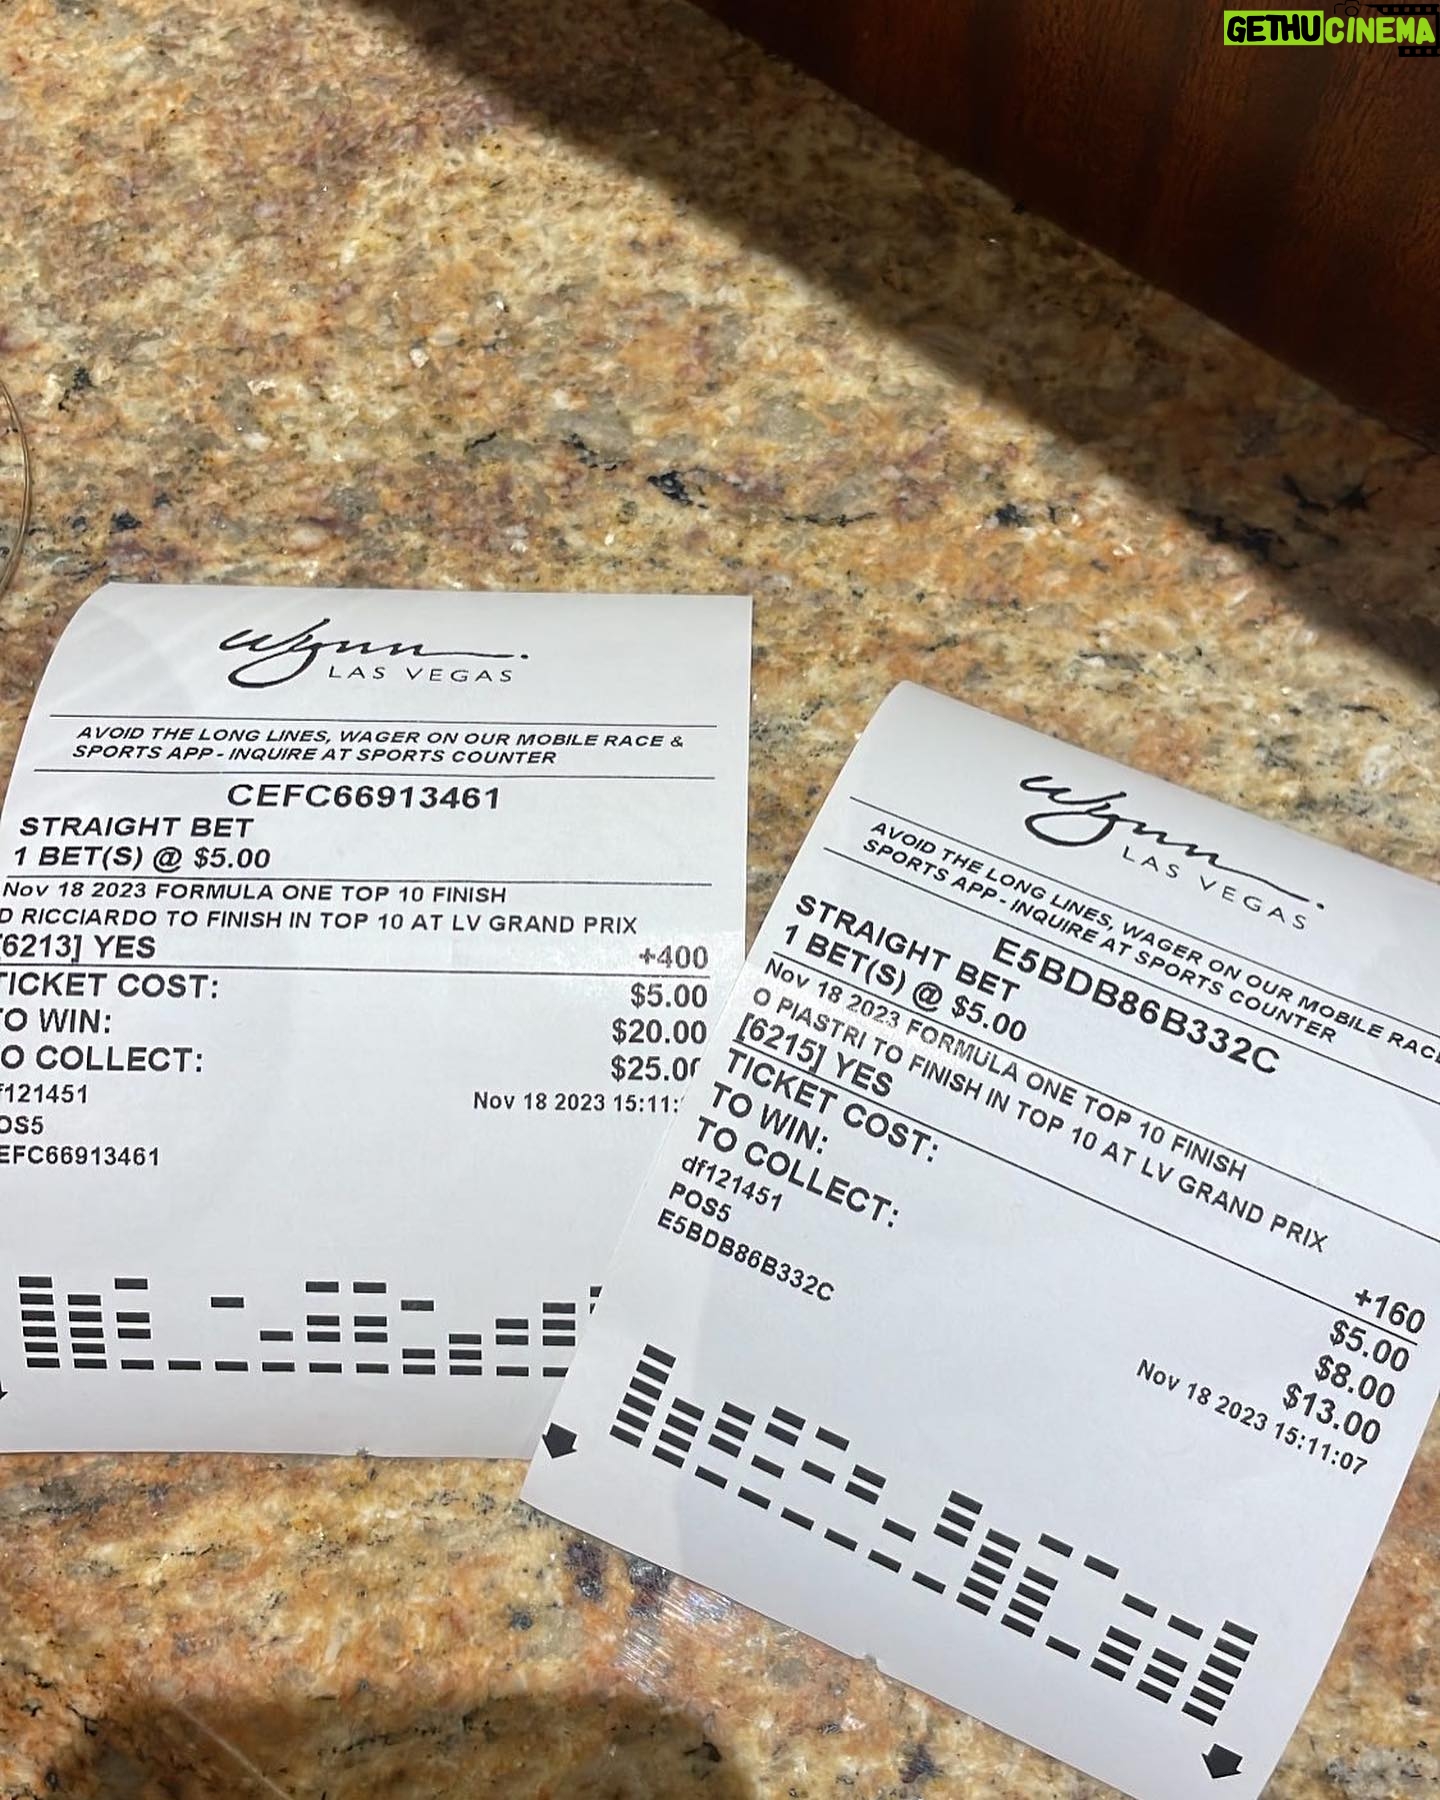 GETHUCINEMA
Wynn.
LAS VEGAS
AVOID THE LONG LINES, WAGER ON OUR MOBILE RACE &
SPORTS APP - INQUIRE AT SPORTS COUNTER
CEFC66913461
STRAIGHT BET
1 BET(S) @ $5.00
Nov 18 2023 FORMULA ONE TOP 10 FINISH
D RICCIARDO TO FINISH IN TOP 10 AT LV GRAND PRIX
[6213] YES +400
TICKET COST: $5.00
TO WIN: $20.00
TO COLLECT: $25.00
f121451 Nov 18 2023 15:11:
OS5
EFC66913461
Wynn.
LAS VEGAS
AVOID THE LONG LINES, WAGER ON OUR MOBILE RACE
SPORTS APP - INQUIRE AT SPORTS COUNTER
E5BDB86B332C
STRAIGHT BET
1 BET(S) @ $5.00
Nov 18 2023 FORMULA ONE TOP 10 FINISH
O PIASTRI TO FINISH IN TOP 10 AT LV GRAND PRIX
[6215] YES +160
TICKET COST: $5.00
TO WIN: $8.00
TO COLLECT: $13.00
df121451 Nov 18 2023 15:11:07
POS5
E5BDB86B332C